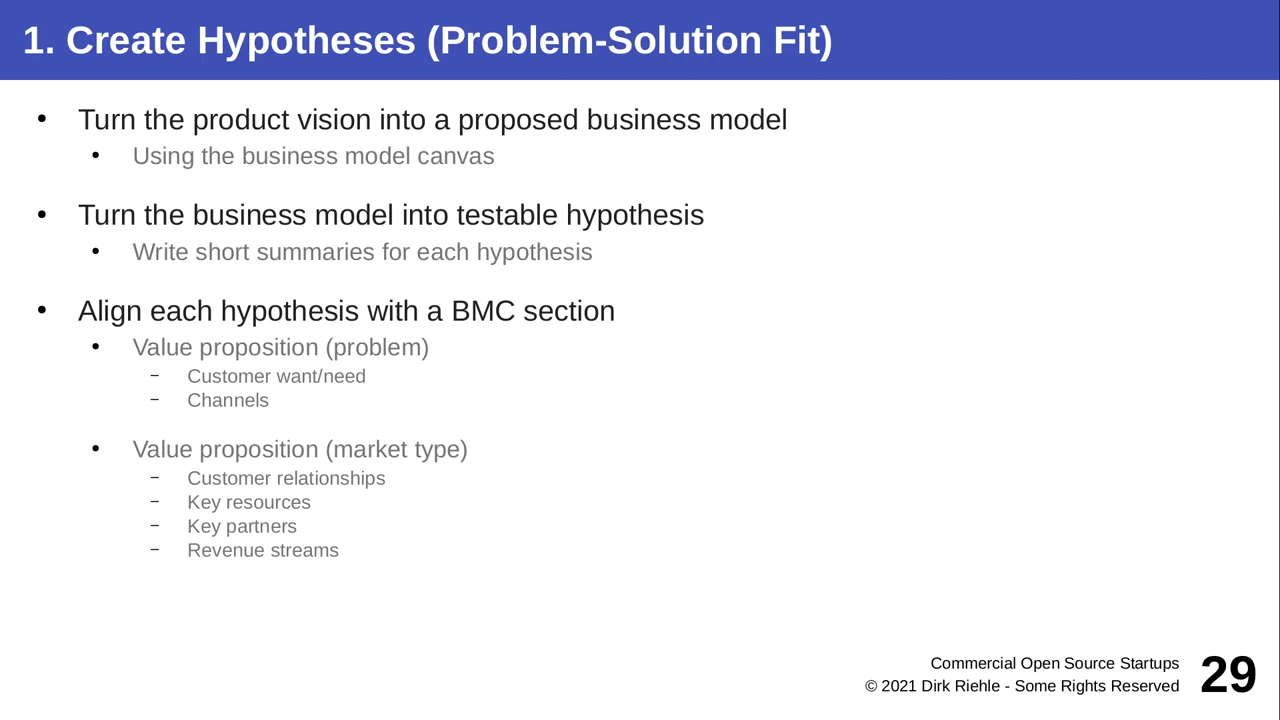 1. Create Hypotheses (Problem-Solution Fit)
• Turn the product vision into a proposed business model
• Using the business model canvas
• Turn the business model into testable hypothesis
• Write short summaries for each hypothesis
• Align each hypothesis with a BMC section
• Value proposition (problem)
– Customer want/need
– Channels
• Value proposition (market type)
– Customer relationships
– Key resources
– Key partners
– Revenue streams
Commercial Open Source Startups
© 2021 Dirk Riehle - Some Rights Reserved
29